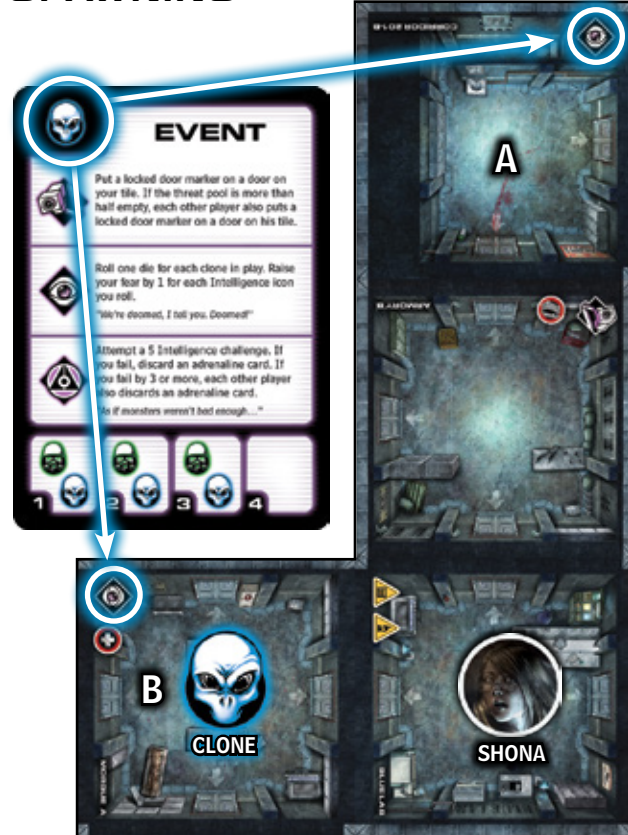 EVENT
Put a locked door marker on a door on
your tile. If the threat pool is more than
half empty, each other player also puts a
locked door marker on a door on his tile.
Roll one die for each clone in play. Raise
your fear by 1 for each Intelligence icon
you roll.
"We're doomed, I tell you. Doomed!"
Attempt a 5 Intelligence challenge. If
you fail, discard an adrenaline card. If
you fail by 3 or more, each other player
also discards an adrenaline card.
"As if monsters weren't bad enough..."
1 2 3 4
CORRIDOR 201-B
A
ARMORY B
B
CLONE
MORGUE A
SHONA
BLUE LAB